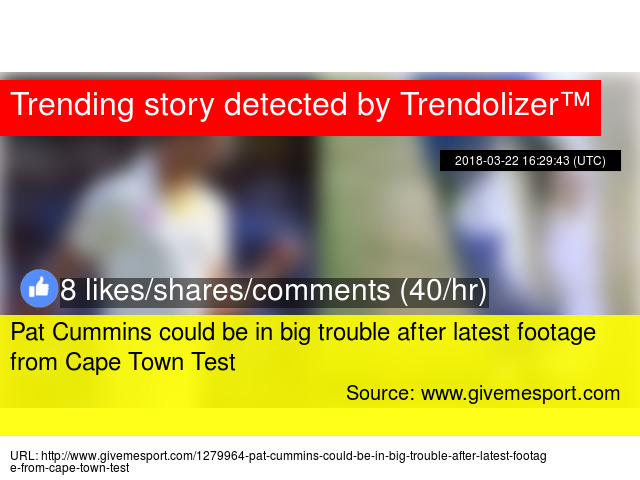 Trending story detected by Trendolizer™
2018-03-22 16:29:43 (UTC)
8 likes/shares/comments (40/hr)
Pat Cummins could be in big trouble after latest footage
from Cape Town Test
Source: www.givemesport.com
URL: http://www.givemesport.com/1279964-pat-cummins-could-be-in-big-trouble-after-latest-footag
e-from-cape-town-test